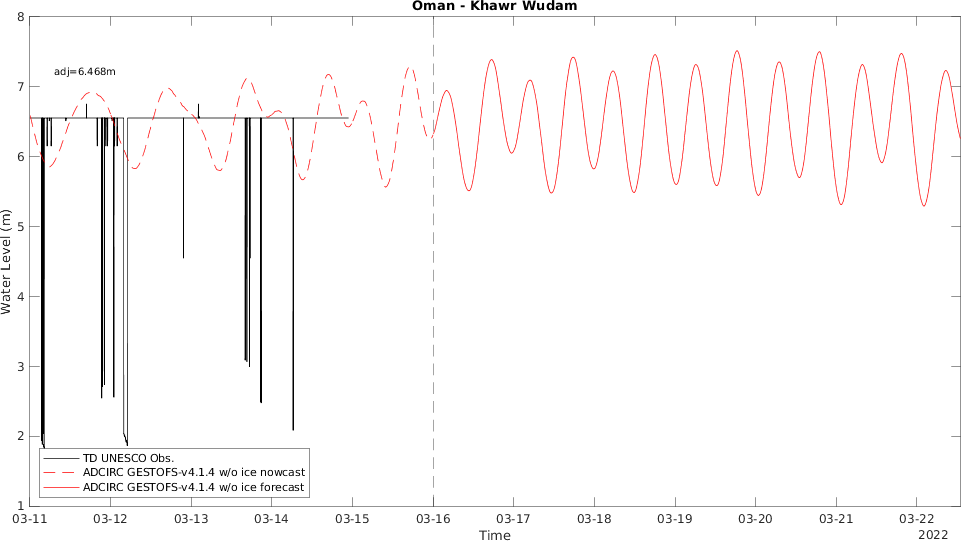 Oman - Khawr Wudam
8
7
6
5
4
3
2
1
Water Level (m)
adj=6.468m
TD UNESCO Obs.
ADCIRC GESTOFS-v4.1.4 w/o ice nowcast
ADCIRC GESTOFS-v4.1.4 w/o ice forecast
03-11 03-12 03-13 03-14 03-15 03-16 03-17 03-18 03-19 03-20 03-21 03-22
Time
2022